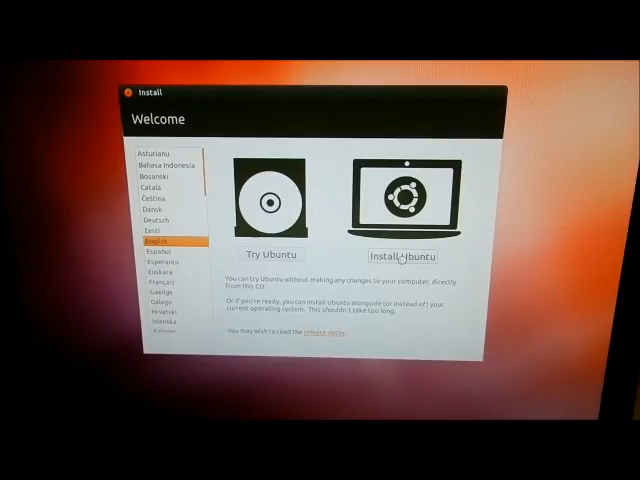 Install
Welcome
Asturianu
Bahasa Indonesia
Bosanski
Català
Čeština
Dansk
Deutsch
Eesti
English
Español
Esperanto
Euskara
Français
Gaeilge
Galego
Hrvatski
Íslenska
Italiano
Try Ubuntu
Install Ubuntu
You can try Ubuntu without making any changes to your computer, directly
from this CD.
Or if you're ready, you can install Ubuntu alongside (or instead of) your
current operating system. This shouldn't take too long.
You may wish to read the release notes.